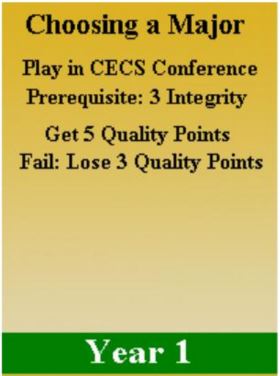 Choosing a Major
Play in CECS Conference
Prerequisite: 3 Integrity
Get 5 Quality Points
Fail: Lose 3 Quality Points
Year 1